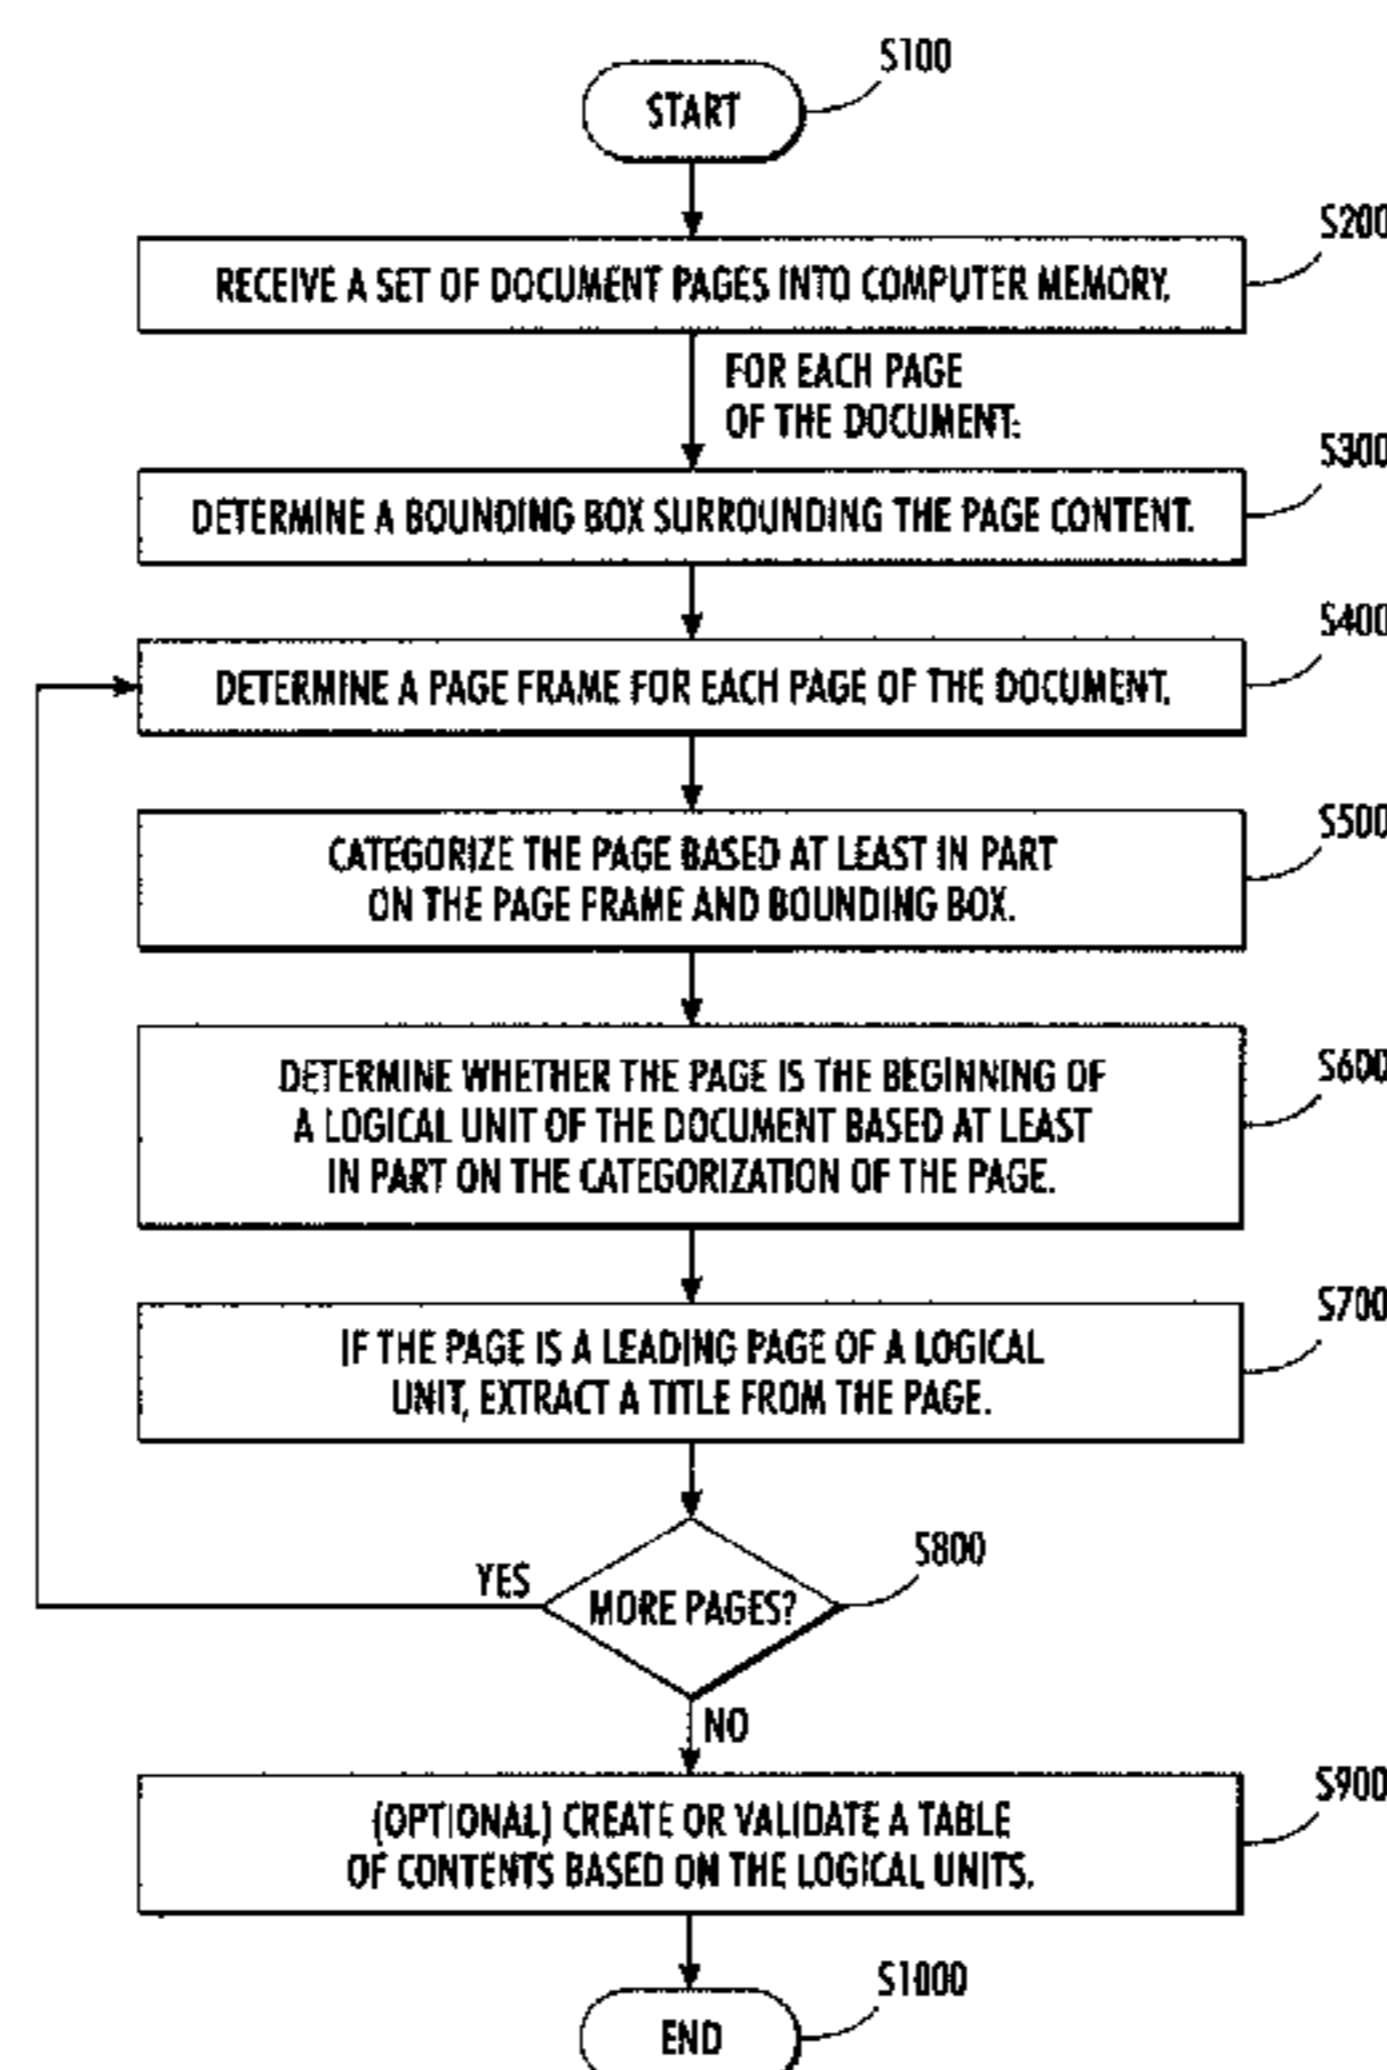 S100
START
S200
RECEIVE A SET OF DOCUMENT PAGES INTO COMPUTER MEMORY.
FOR EACH PAGE
OF THE DOCUMENT:
S300
DETERMINE A BOUNDING BOX SURROUNDING THE PAGE CONTENT.
S400
DETERMINE A PAGE FRAME FOR EACH PAGE OF THE DOCUMENT.
S500
CATEGORIZE THE PAGE BASED AT LEAST IN PART
ON THE PAGE FRAME AND BOUNDING BOX.
S600
DETERMINE WHETHER THE PAGE IS THE BEGINNING OF
A LOGICAL UNIT OF THE DOCUMENT BASED AT LEAST
IN PART ON THE CATEGORIZATION OF THE PAGE.
S700
IF THE PAGE IS A LEADING PAGE OF A LOGICAL
UNIT, EXTRACT A TITLE FROM THE PAGE.
S800
YES
MORE PAGES?
NO
S900
(OPTIONAL) CREATE OR VALIDATE A TABLE
OF CONTENTS BASED ON THE LOGICAL UNITS.
S1000
END